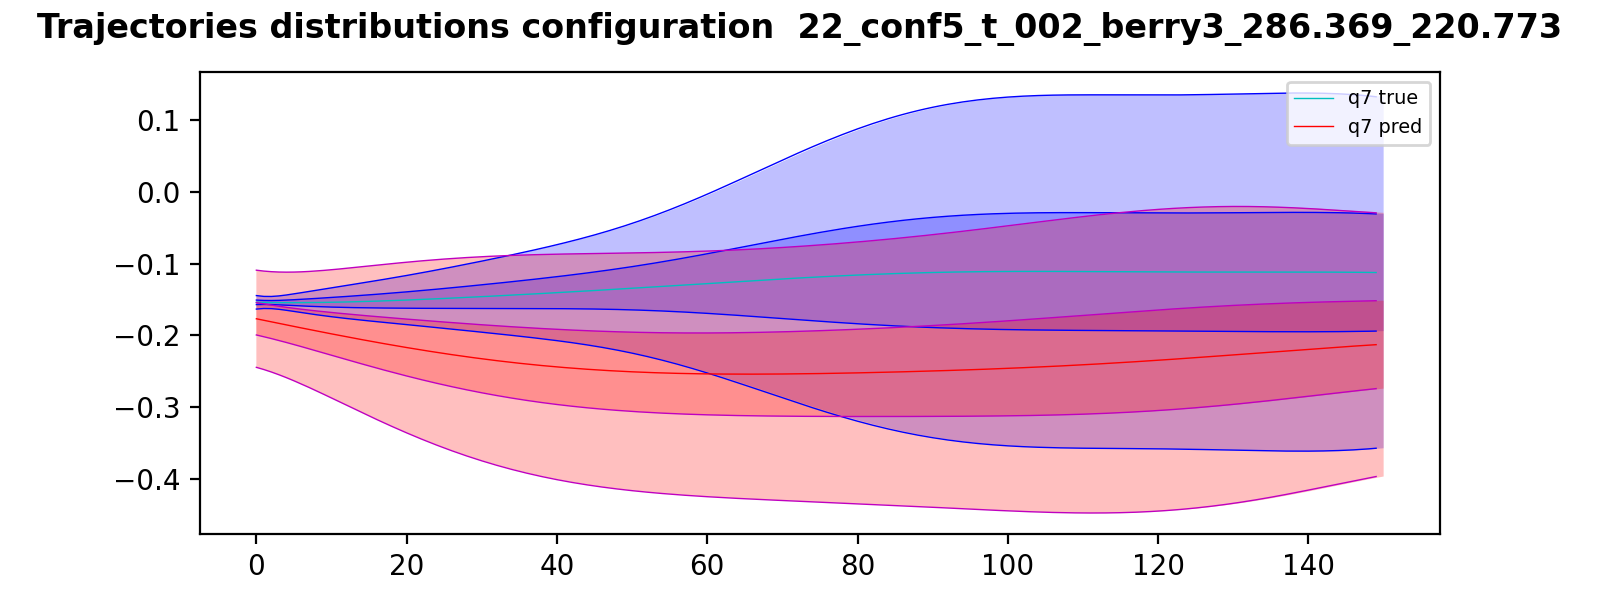 Trajectories distributions configuration  22_conf5_t_002_berry3_286.369_220.773
q7 true
q7 pred
0.1
0.0
−0.1
−0.2
−0.3
−0.4
0 20 40 60 80 100 120 140